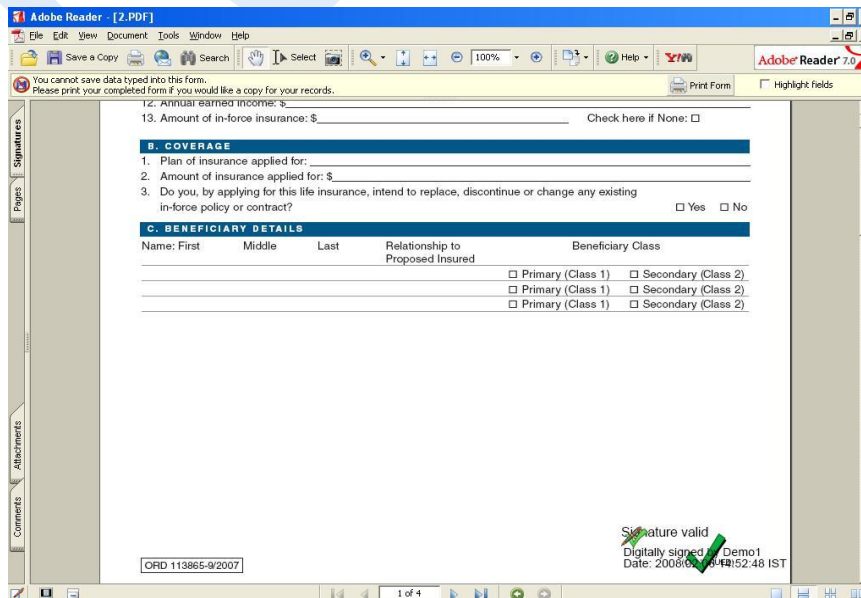 Adobe Reader - [2.PDF]
File Edit View Document Tools Window Help
Save a Copy Search Select 100% Help Y!
Adobe Reader 7.0
You cannot save data typed into this form.
Please print your completed form if you would like a copy for your records.
Print Form Highlight fields
Signatures
Pages
Attachments
Comments
12. Annual earned income: $
13. Amount of in-force insurance: $ Check here if None: ☐
B. COVERAGE
1. Plan of insurance applied for:
2. Amount of insurance applied for: $
3. Do you, by applying for this life insurance, intend to replace, discontinue or change any existing
in-force policy or contract? ☐ Yes ☐ No
C. BENEFICIARY DETAILS
Name: First Middle Last Relationship to Beneficiary Class
Proposed Insured
☐ Primary (Class 1) ☐ Secondary (Class 2)
☐ Primary (Class 1) ☐ Secondary (Class 2)
☐ Primary (Class 1) ☐ Secondary (Class 2)
Signature valid
Digitally signed by Demo1
Date: 2008 14:52:48 IST
ORD 113865-9/2007
1 of 4